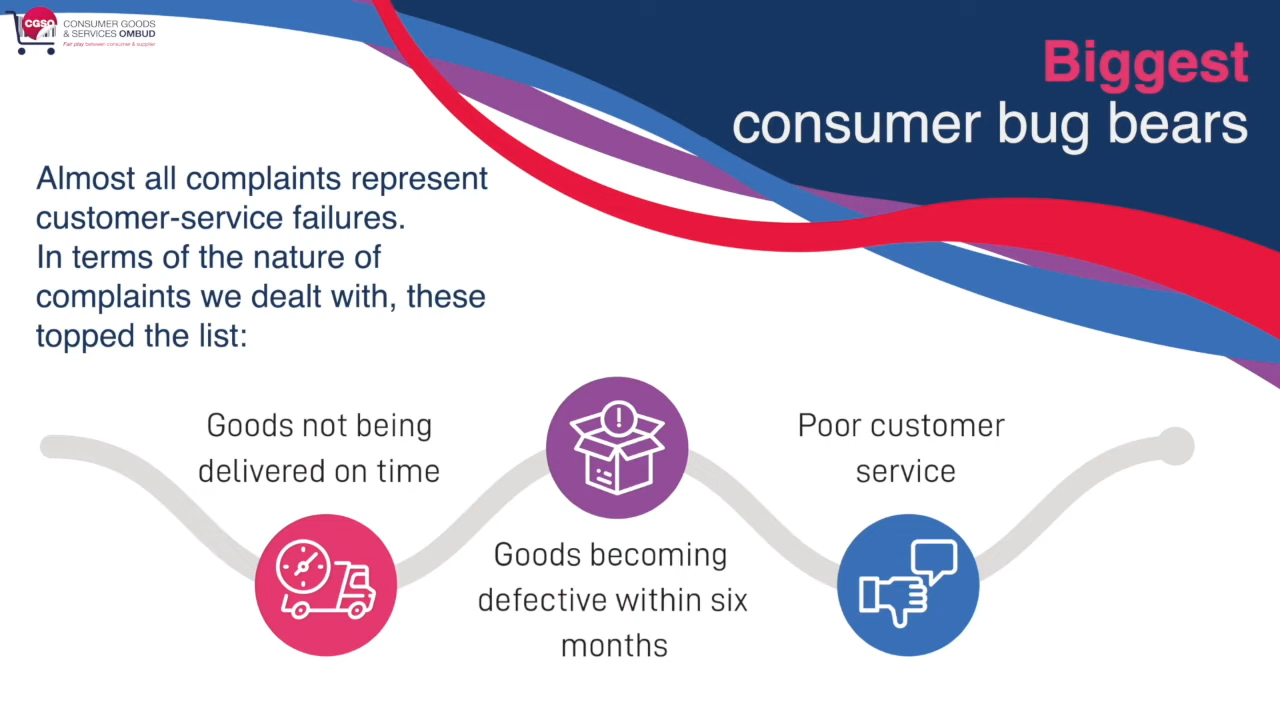 CGSO
CONSUMER GOODS
& SERVICES OMBUD
Fair play between consumer & supplier
Biggest
consumer bug bears
Almost all complaints represent
customer-service failures.
In terms of the nature of
complaints we dealt with, these
topped the list:
Goods not being
delivered on time
Goods becoming
defective within six
months
Poor customer
service